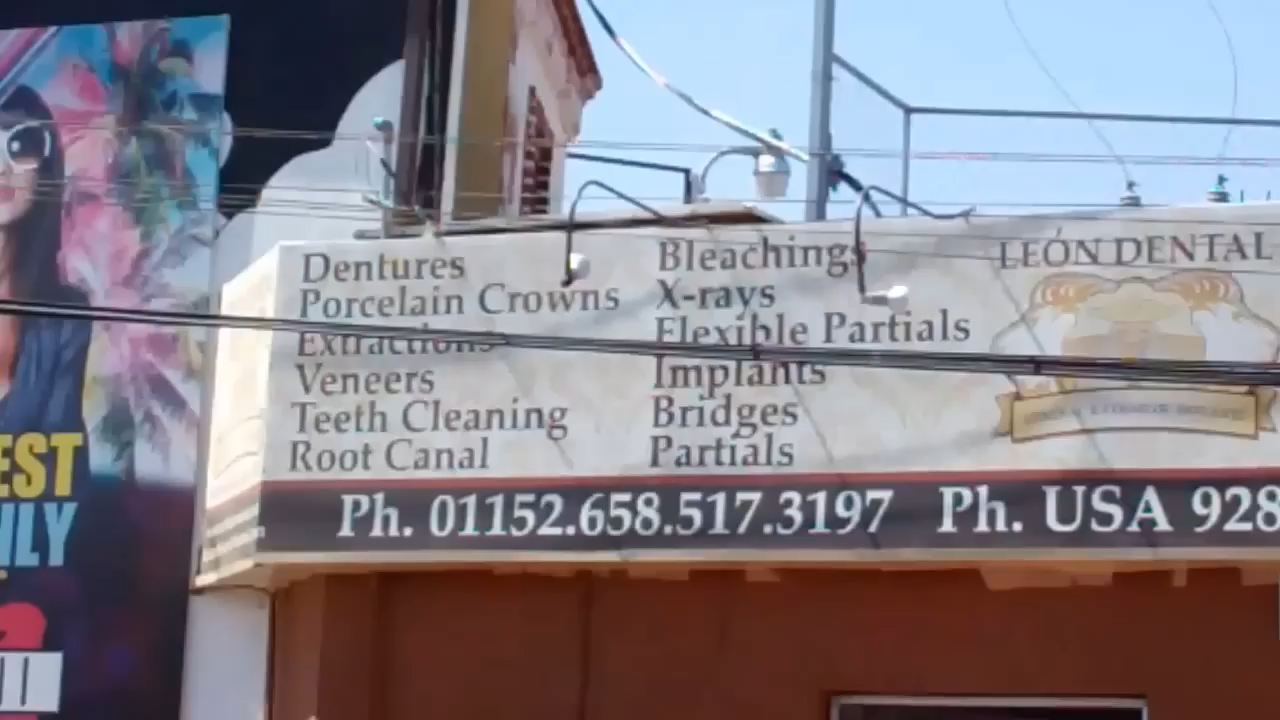 Dentures
Porcelain Crowns
Extractions
Veneers
Teeth Cleaning
Root Canal
Bleachings
X-rays
Flexible Partials
Implants
Bridges
Partials
LEÓN DENTAL
Ph. 01152.658.517.3197 Ph. USA 928
EST